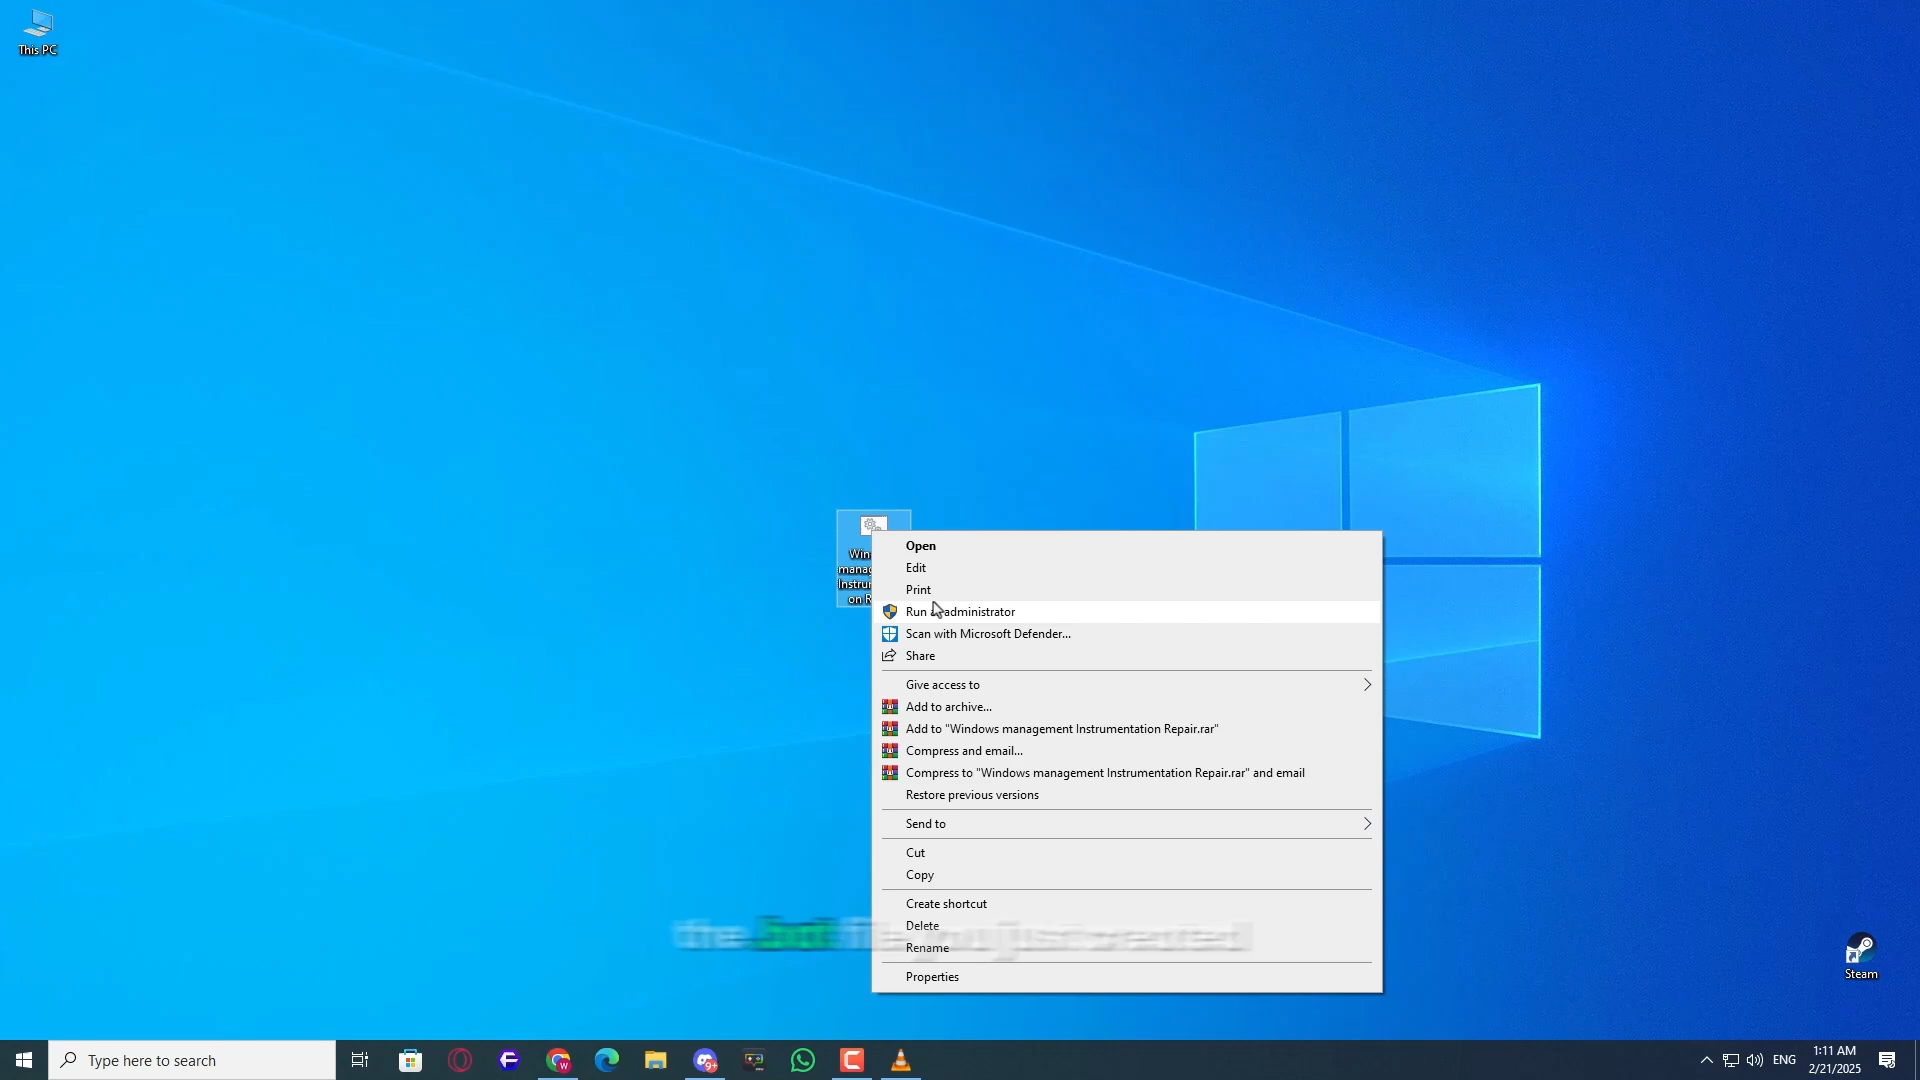 This PC
Open
Edit
Print
Run administrator
Scan with Microsoft Defender...
Share
Give access to
Add to archive...
Add to "Windows management Instrumentation Repair.rar"
Compress and email...
Compress to "Windows management Instrumentation Repair.rar" and email
Restore previous versions
Send to
Cut
Copy
Create shortcut
Delete
Rename
Properties
the
Steam
Type here to search
9+
ENG
1:11 AM
2/21/2025